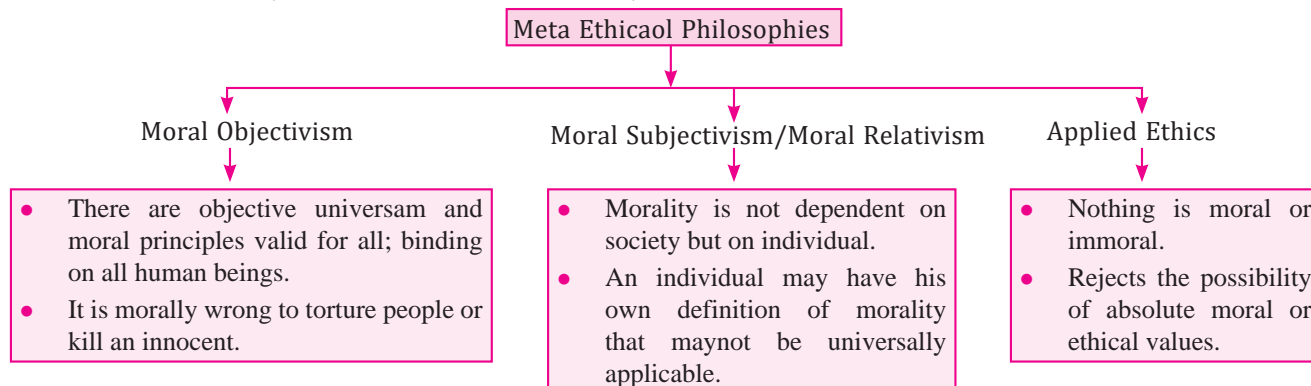 Meta Ethicaol Philosophies
Moral Objectivism
Moral Subjectivism/Moral Relativism
Applied Ethics
● There are objective universam and
moral principles valid for all; binding
on all human beings.
● It is morally wrong to torture people or
kill an innocent.
● Morality is not dependent on
society but on individual.
● An individual may have his
own definition of morality
that maynot be universally
applicable.
● Nothing is moral or
immoral.
● Rejects the possibility
of absolute moral or
ethical values.